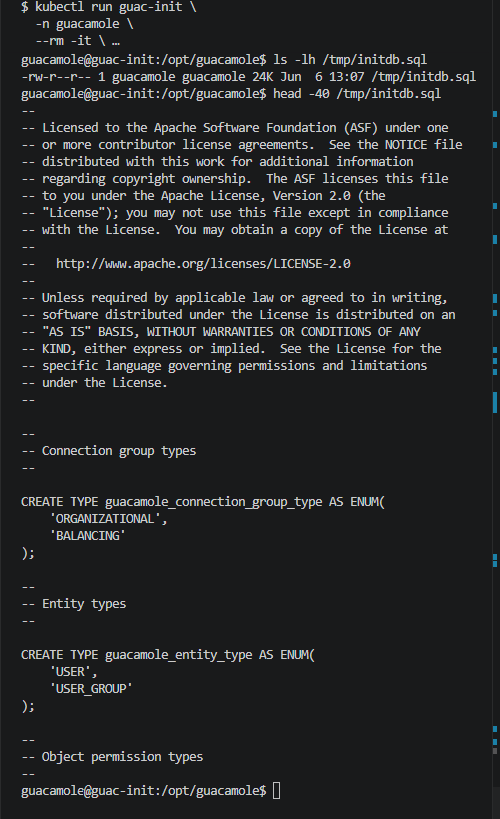 $ kubectl run guac-init \
  -n guacamole \
  --rm -it \ …
guacamole@guac-init:/opt/guacamole$ ls -lh /tmp/initdb.sql
-rw-r--r-- 1 guacamole guacamole 24K Jun  6 13:07 /tmp/initdb.sql
guacamole@guac-init:/opt/guacamole$ head -40 /tmp/initdb.sql
--
-- Licensed to the Apache Software Foundation (ASF) under one
-- or more contributor license agreements.  See the NOTICE file
-- distributed with this work for additional information
-- regarding copyright ownership.  The ASF licenses this file
-- to you under the Apache License, Version 2.0 (the
-- "License"); you may not use this file except in compliance
-- with the License.  You may obtain a copy of the License at
--
--   http://www.apache.org/licenses/LICENSE-2.0
--
-- Unless required by applicable law or agreed to in writing,
-- software distributed under the License is distributed on an
-- "AS IS" BASIS, WITHOUT WARRANTIES OR CONDITIONS OF ANY
-- KIND, either express or implied.  See the License for the
-- specific language governing permissions and limitations
-- under the License.
--

--
-- Connection group types
--

CREATE TYPE guacamole_connection_group_type AS ENUM(
    'ORGANIZATIONAL',
    'BALANCING'
);

--
-- Entity types
--

CREATE TYPE guacamole_entity_type AS ENUM(
    'USER',
    'USER_GROUP'
);

--
-- Object permission types
--
guacamole@guac-init:/opt/guacamole$